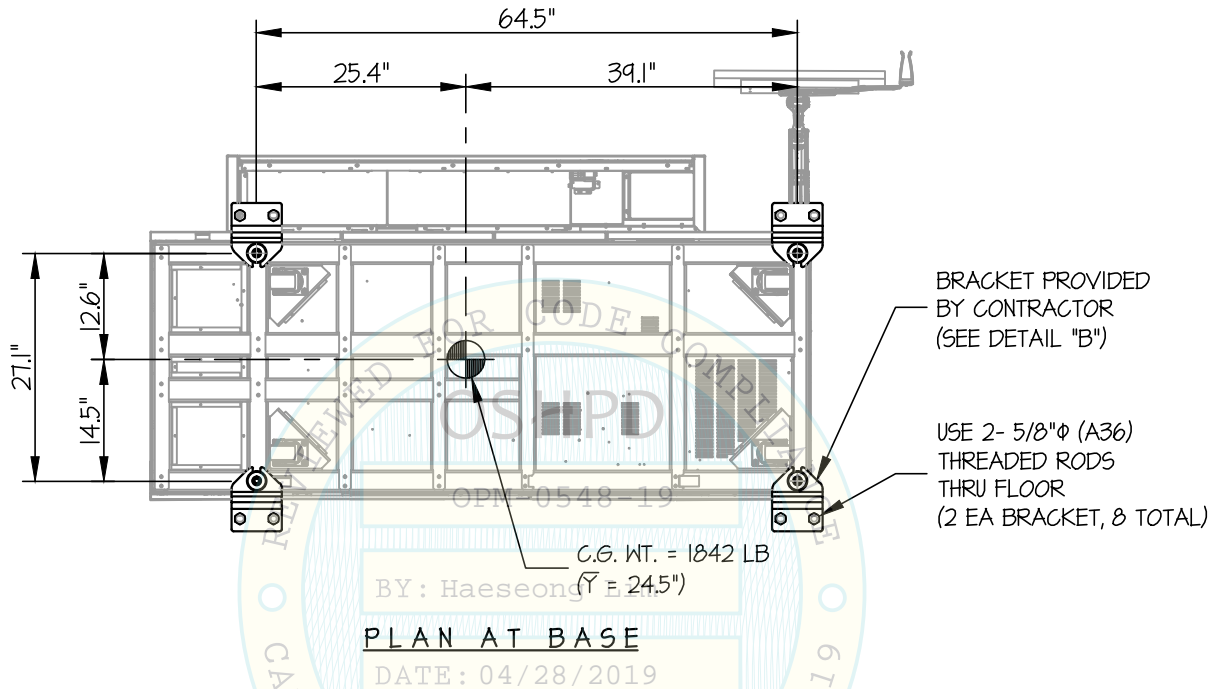 64.5"
25.4"
39.1"
12.6"
27.1"
14.5"
BRACKET PROVIDED
BY CONTRACTOR
(SEE DETAIL "B")
USE 2- 5/8"Φ (A36)
THREADED RODS
THRU FLOOR
(2 EA BRACKET, 8 TOTAL)
REVIEWED FOR CODE COMPLIANCE
OSHPD
OPM-0548-19
C.G. WT. = 1842 LB
(Y̅ = 24.5")
BY: Haeseong
PLAN AT BASE
DATE: 04/28/2019
CA
19